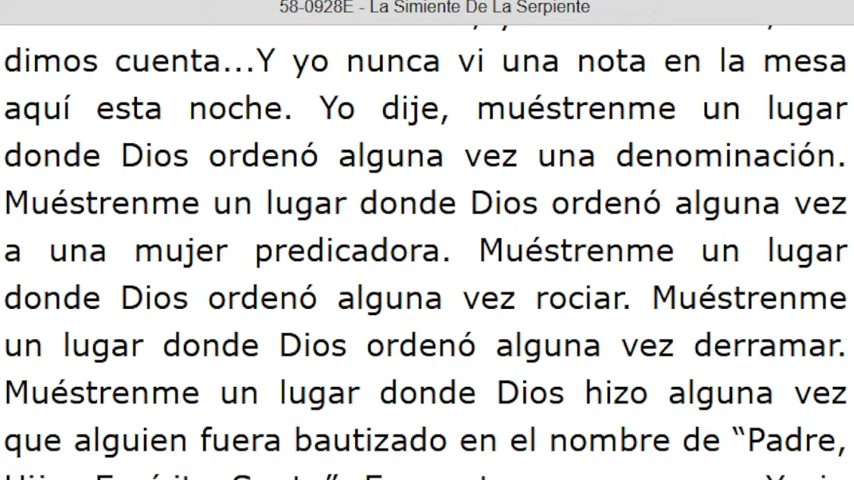 58-0928E - La Simiente De La Serpiente
dimos cuenta...Y yo nunca vi una nota en la mesa
aquí esta noche. Yo dije, muéstrenme un lugar
donde Dios ordenó alguna vez una denominación.
Muéstrenme un lugar donde Dios ordenó alguna vez
a una mujer predicadora. Muéstrenme un lugar
donde Dios ordenó alguna vez rociar. Muéstrenme
un lugar donde Dios ordenó alguna vez derramar.
Muéstrenme un lugar donde Dios hizo alguna vez
que alguien fuera bautizado en el nombre de “Padre,